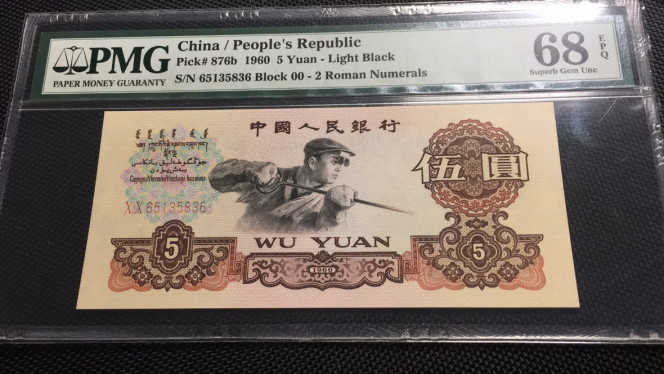 PMG
PAPER MONEY GUARANTY
China / People's Republic
Pick# 876b 1960 5 Yuan - Light Black
S/N 65135836 Block 00 - 2 Roman Numerals
68 EPQ
Superb Gem Unc
中國人民銀行
伍圓
XX65135836
WU YUAN
5
5
1960